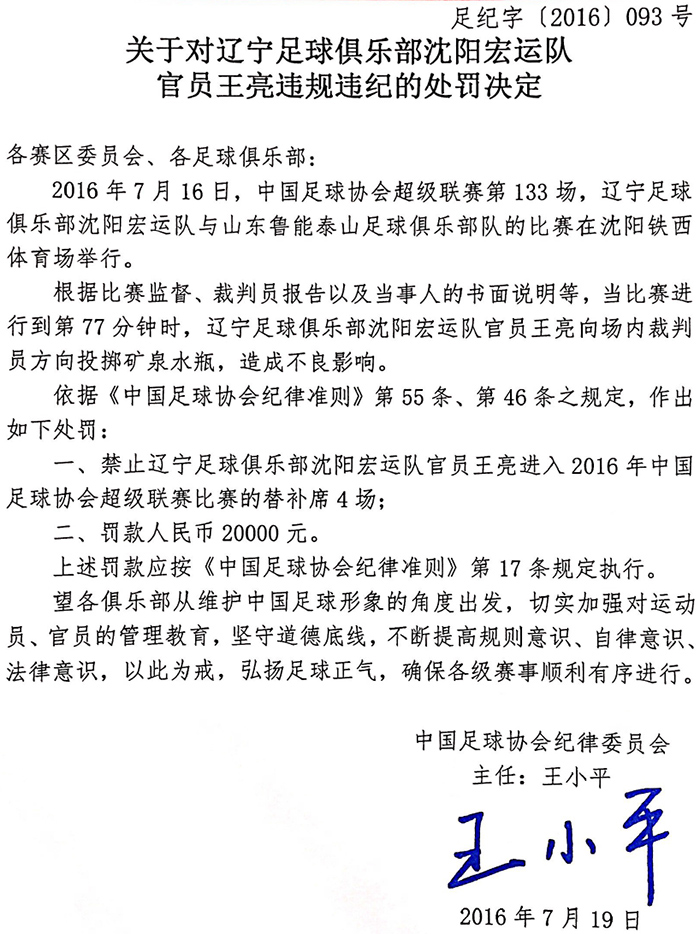 足纪字〔2016〕093 号
关于对辽宁足球俱乐部沈阳宏运队
官员王亮违规违纪的处罚决定
各赛区委员会、各足球俱乐部：
2016 年 7 月 16 日，中国足球协会超级联赛第 133 场，辽宁足球
俱乐部沈阳宏运队与山东鲁能泰山足球俱乐部队的比赛在沈阳铁西
体育场举行。
根据比赛监督、裁判员报告以及当事人的书面说明等，当比赛进
行到第 77 分钟时，辽宁足球俱乐部沈阳宏运队官员王亮向场内裁判
员方向投掷矿泉水瓶，造成不良影响。
依据《中国足球协会纪律准则》第 55 条、第 46 条之规定，作出
如下处罚：
一、禁止辽宁足球俱乐部沈阳宏运队官员王亮进入 2016 年中国
足球协会超级联赛比赛的替补席 4 场；
二、罚款人民币 20000 元。
上述罚款应按《中国足球协会纪律准则》第 17 条规定执行。
望各俱乐部从维护中国足球形象的角度出发，切实加强对运动
员、官员的管理教育，坚守道德底线，不断提高规则意识、自律意识、
法律意识，以此为戒，弘扬足球正气，确保各级赛事顺利有序进行。
中国足球协会纪律委员会
主任：王小平
王小平
2016 年 7 月 19 日